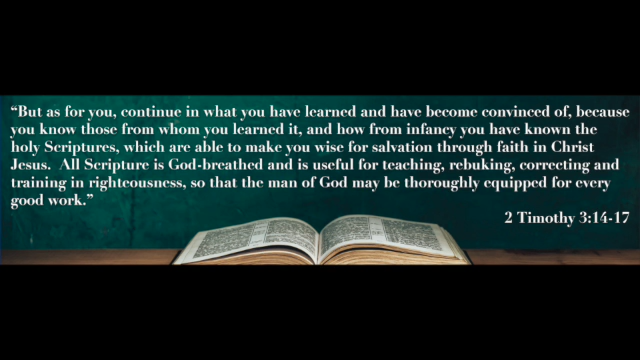 “But as for you, continue in what you have learned and have become convinced of, because
you know those from whom you learned it, and how from infancy you have known the
holy Scriptures, which are able to make you wise for salvation through faith in Christ
Jesus.  All Scripture is God-breathed and is useful for teaching, rebuking, correcting and
training in righteousness, so that the man of God may be thoroughly equipped for every
good work.”
2 Timothy 3:14-17